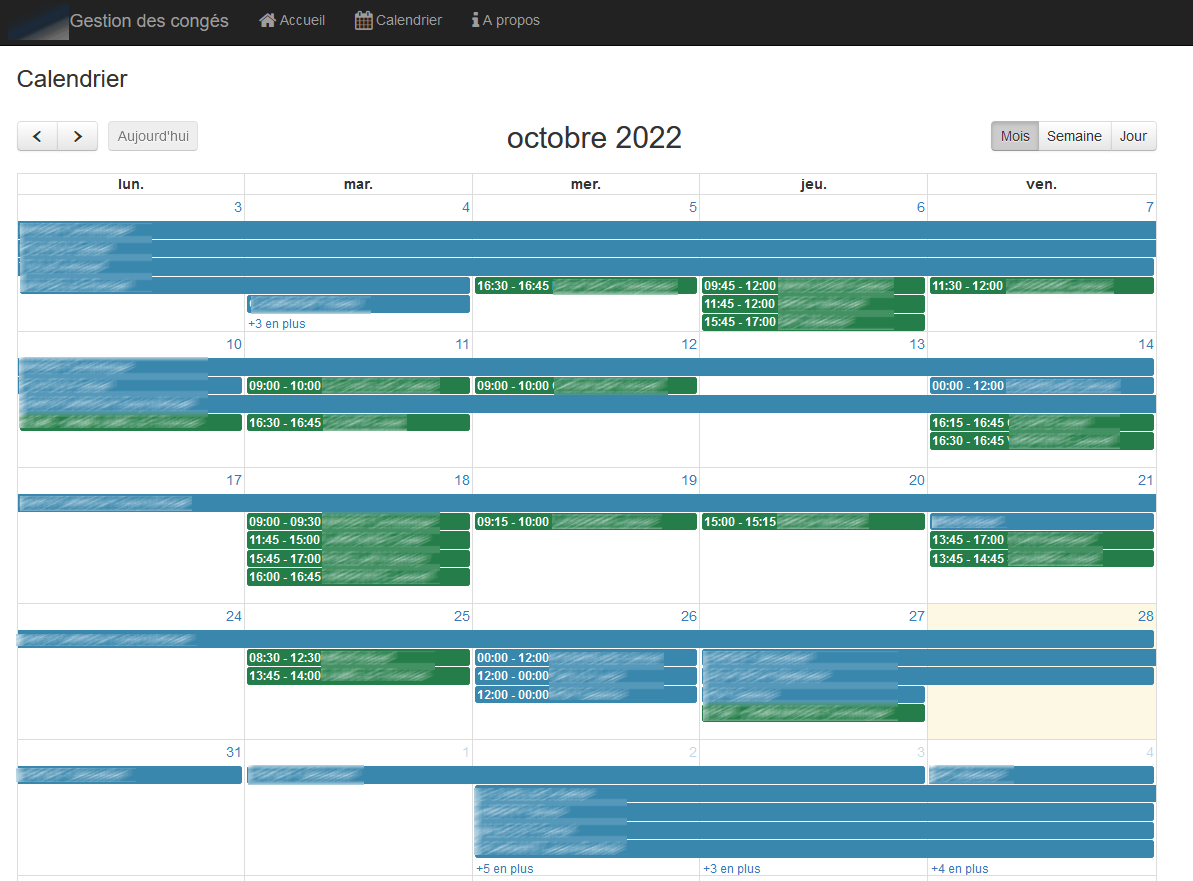 Gestion des congés Accueil Calendrier A propos
Calendrier
Aujourd'hui octobre 2022 Mois Semaine Jour
lun. mar. mer. jeu. ven.
3 4 5 6 7
16:30 - 16:45 09:45 - 12:00 11:30 - 12:00
11:45 - 12:00
+3 en plus 15:45 - 17:00
10 11 12 13 14
09:00 - 10:00 09:00 - 10:00 00:00 - 12:00
16:30 - 16:45 16:15 - 16:45
16:30 - 16:45
17 18 19 20 21
09:00 - 09:30 09:15 - 10:00 15:00 - 15:15
11:45 - 15:00 13:45 - 17:00
15:45 - 17:00 13:45 - 14:45
16:00 - 16:45
24 25 26 27 28
08:30 - 12:30 00:00 - 12:00
13:45 - 14:00 12:00 - 00:00
12:00 - 00:00
31 1 2 3 4
+5 en plus +3 en plus +4 en plus